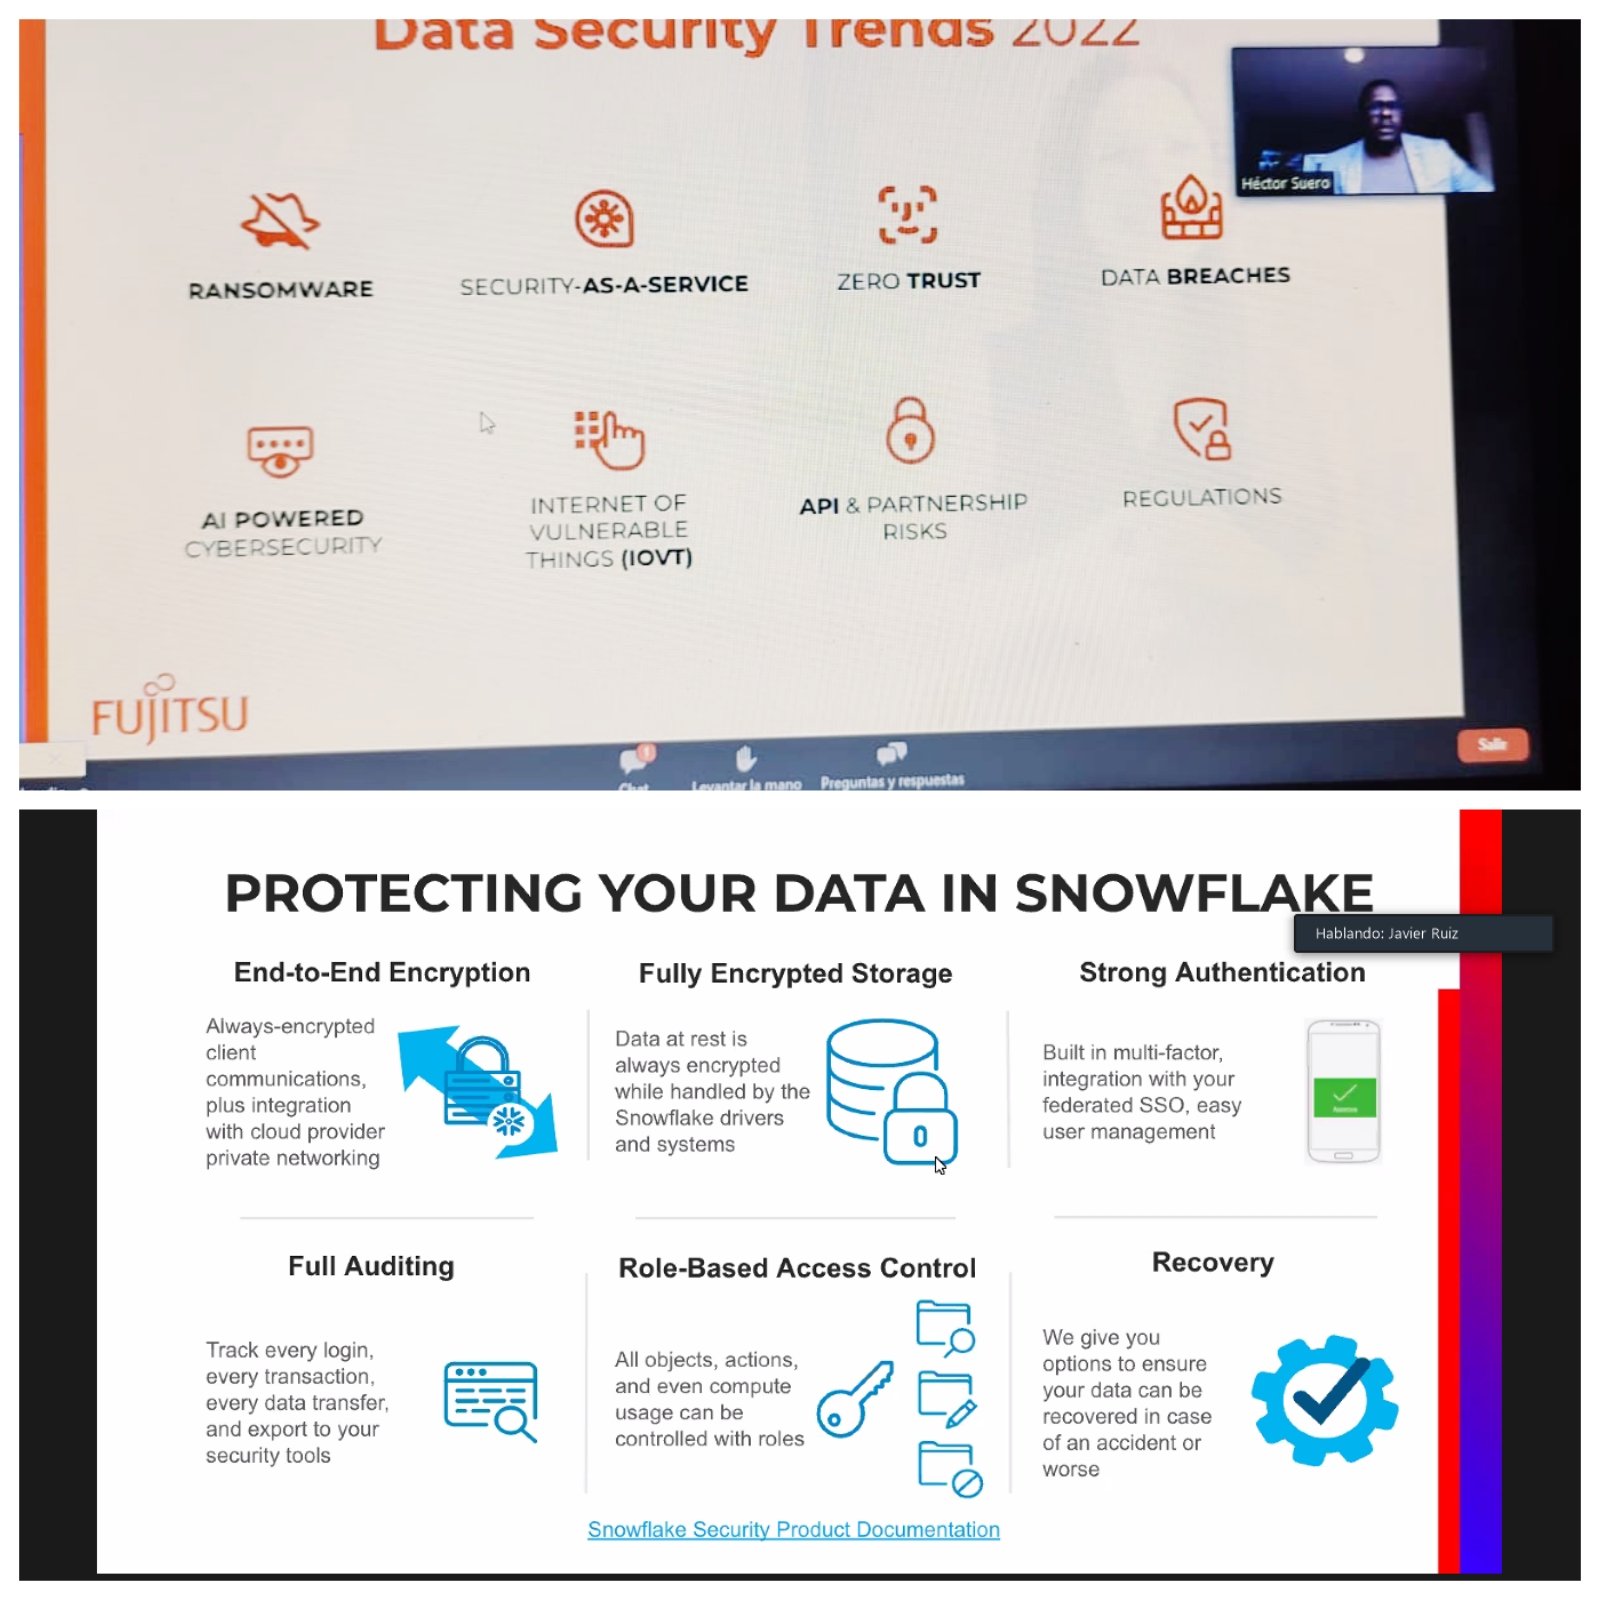 Data Security Trends 2022
Héctor Suero
RANSOMWARE
SECURITY-AS-A-SERVICE
ZERO TRUST
DATA BREACHES
AI POWERED
CYBERSECURITY
INTERNET OF
VULNERABLE
THINGS (IOVT)
API & PARTNERSHIP
RISKS
REGULATIONS
FUJITSU
1
Chat
Levantar la mano
Preguntas y respuestas
Salir
PROTECTING YOUR DATA IN SNOWFLAKE
Hablando: Javier Ruiz
End-to-End Encryption
Always-encrypted
client
communications,
plus integration
with cloud provider
private networking
Fully Encrypted Storage
Data at rest is
always encrypted
while handled by the
Snowflake drivers
and systems
Strong Authentication
Built in multi-factor,
integration with your
federated SSO, easy
user management
Approve
Full Auditing
Track every login,
every transaction,
every data transfer,
and export to your
security tools
Role-Based Access Control
All objects, actions,
and even compute
usage can be
controlled with roles
Recovery
We give you
options to ensure
your data can be
recovered in case
of an accident or
worse
Snowflake Security Product Documentation